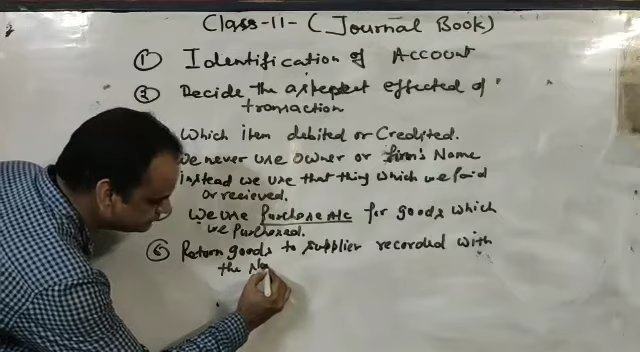 Class-11- (Journal Book)
① Identification of Account
② Decide the aspect effected of
transaction
Which item debited or Credited.
We never use owner or firm's Name
Instead we use that thing which we paid
or recieved.
We use Purchase A/c for goods which
we Purchased.
⑥ Return goods to supplier recorded with
the